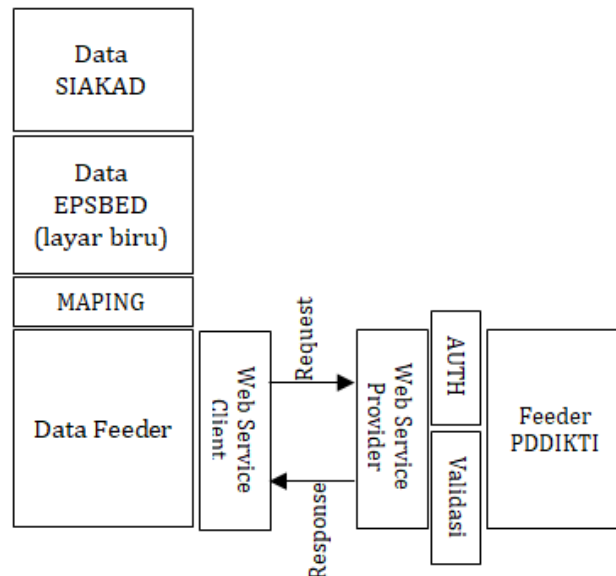 Data
SIAKAD
Data
EPSBED
(layar biru)
MAPING
Data Feeder
Web Service
Client
Request
Response
Web Service
Provider
AUTH
Validasi
Feeder
PDDIKTI